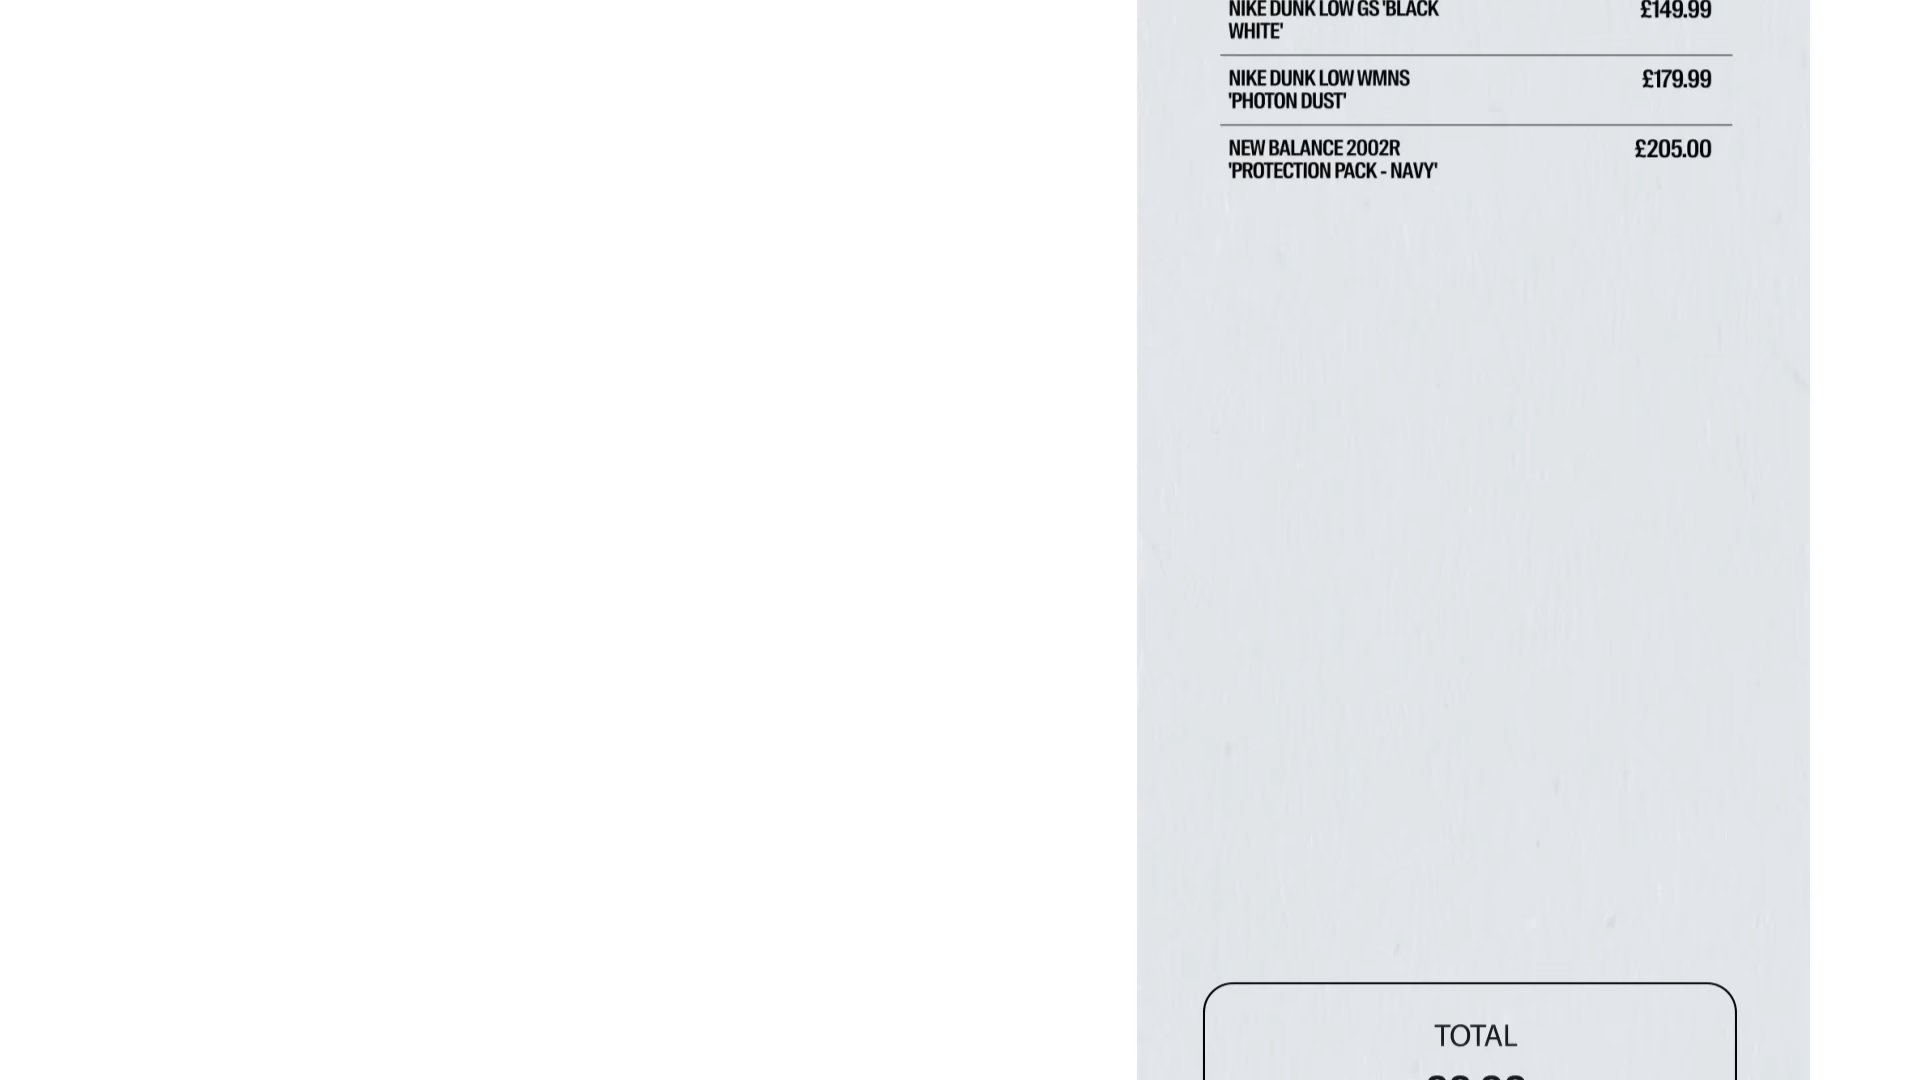 NIKE DUNK LOW GS 'BLACK
WHITE'
£149.99
NIKE DUNK LOW WMNS
'PHOTON DUST'
£179.99
NEW BALANCE 2002R
'PROTECTION PACK - NAVY'
£205.00
TOTAL